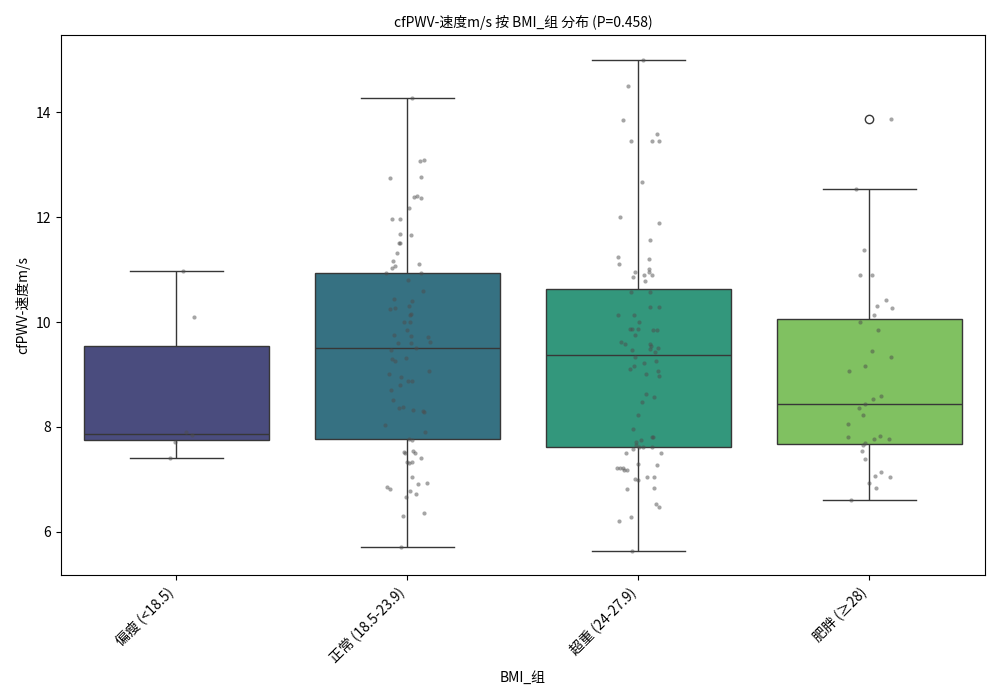 cfPWV-速度m/s 按 BMI_组 分布 (P=0.458)
cfPWV-速度m/s
14
12
10
8
6
偏瘦 (<18.5)
正常 (18.5-23.9)
超重 (24-27.9)
肥胖 (≥28)
BMI_组